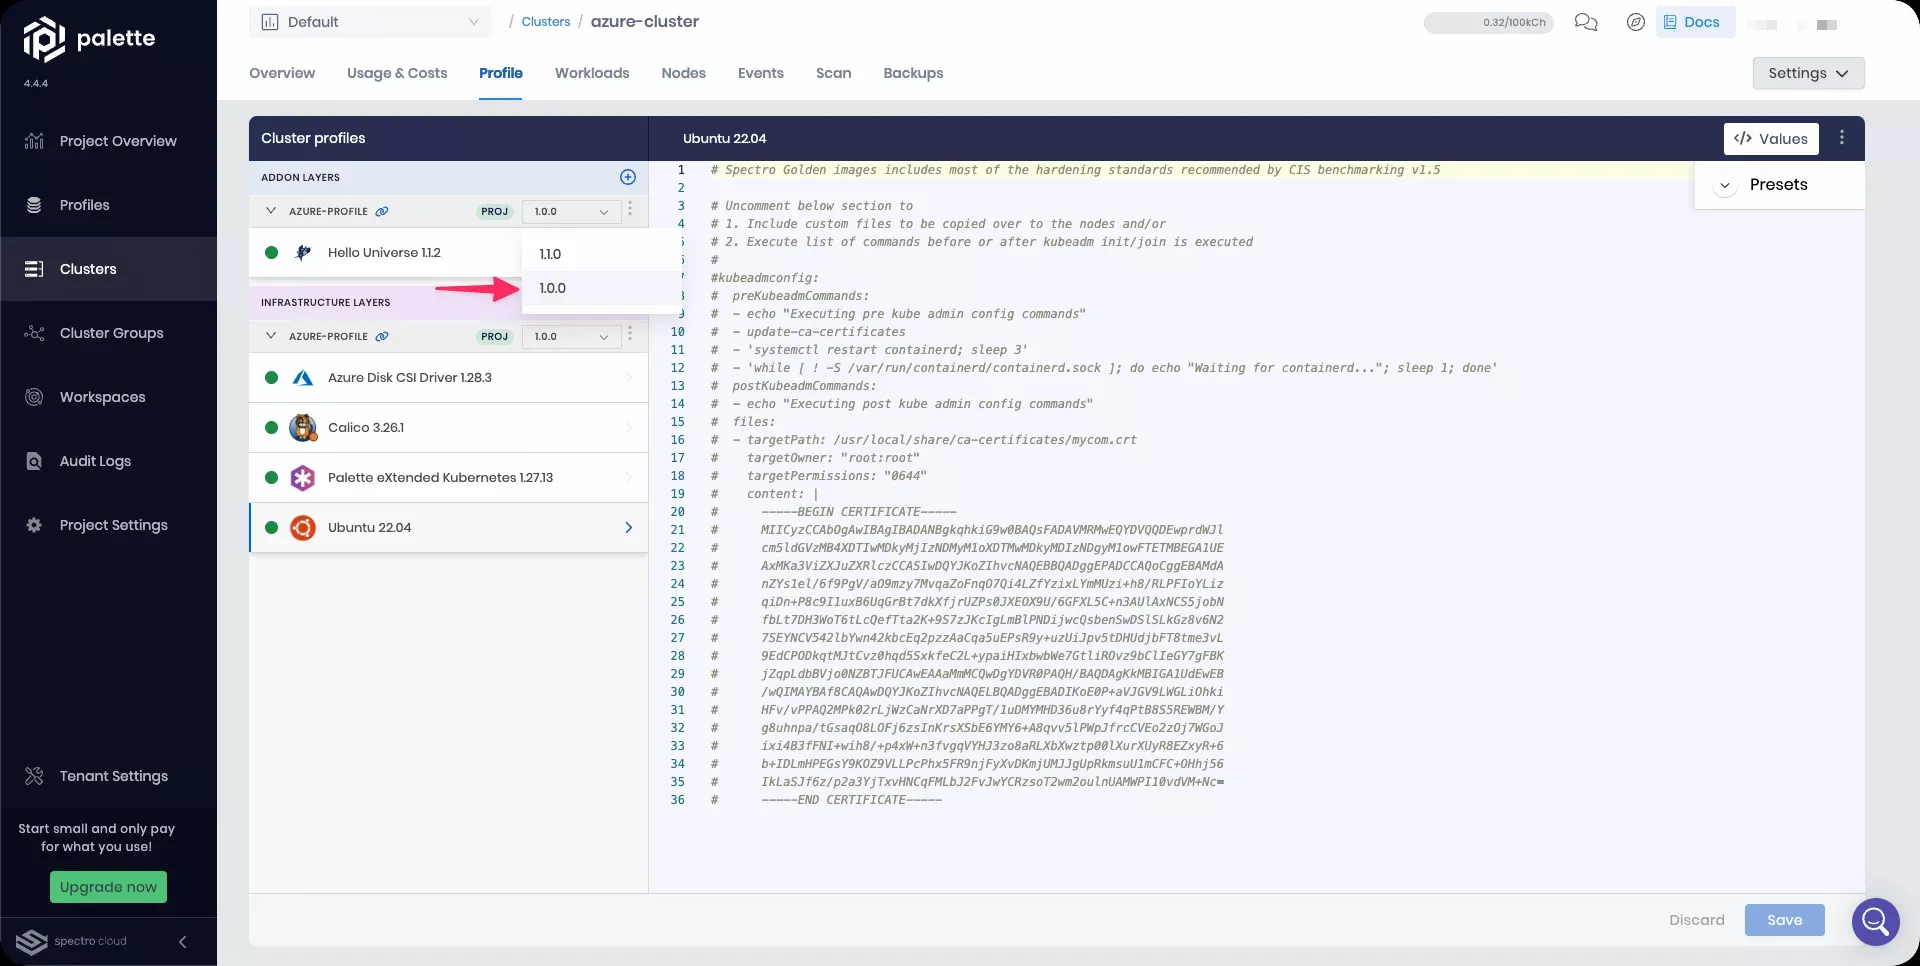 palette
4.4.4
Project Overview
Profiles
Clusters
Cluster Groups
Workspaces
Audit Logs
Project Settings
Tenant Settings
Start small and only pay
for what you use!
Upgrade now
spectro cloud
Default
/ Clusters / azure-cluster
0.32/100kCh
Docs
Overview
Usage & Costs
Profile
Workloads
Nodes
Events
Scan
Backups
Settings
Cluster profiles
ADDON LAYERS
AZURE-PROFILE
PROJ
1.0.0
Hello Universe 1.1.2
1.1.0
1.0.0
INFRASTRUCTURE LAYERS
AZURE-PROFILE
PROJ
1.0.0
Azure Disk CSI Driver 1.28.3
Calico 3.26.1
Palette eXtended Kubernetes 1.27.13
Ubuntu 22.04
Ubuntu 22.04
</> Values
Presets
1 # Spectro Golden images includes most of the hardening standards recommended by CIS benchmarking v1.5
2
3 # Uncomment below section to
4 # 1. Include custom files to be copied over to the nodes and/or
# 2. Execute list of commands before or after kubeadm init/join is executed
#
#kubeadmconfig:
# preKubeadmCommands:
9 # - echo "Executing pre kube admin config commands"
10 # - update-ca-certificates
11 # - 'systemctl restart containerd; sleep 3'
12 # - 'while [ ! -S /var/run/containerd/containerd.sock ]; do echo "Waiting for containerd..."; sleep 1; done'
13 # postKubeadmCommands:
14 # - echo "Executing post kube admin config commands"
15 # files:
16 # - targetPath: /usr/local/share/ca-certificates/mycom.crt
17 # targetOwner: "root:root"
18 # targetPermissions: "0644"
19 # content: |
20 # -----BEGIN CERTIFICATE-----
21 # MIICyzCCAbOgAwIBAgIBADANBgkqhkiG9w0BAQsFADAVMRMwEQYDVQQDEwprdWJl
22 # cm5ldGVzMB4XDTIwMDkyMjIzNDMyM1oXDTMwMDkyMDIzNDgyM1owFTETMBEGA1UE
23 # AxMKa3ViZXJuZXRlczCCASIwDQYJKoZIhvcNAQEBBQADggEPADCCAQoCggEBAMdA
24 # nZYs1el/6f9PgV/aO9mzy7MvqaZoFnqO7Qi4LZfYzixLYmMUzi+h8/RLPFIoYLiz
25 # qiDn+P8c9I1uxB6UqGrBt7dkXfjrUZPs0JXEOX9U/6GFXL5C+n3AUlAxNCS5jobN
26 # fbLt7DH3WoT6tLcQefTta2K+9S7zJKcIgLmBlPNDijwcQsbenSwDSlSLkGz8v6N2
27 # 7SEYNCV542lbYwn42kbcEq2pzzAaCqa5uEPsR9y+uzUiJpv5tDHUdjbFT8tme3vL
28 # 9EdCPODkqtMJtCvz0hqd5SxkfeC2L+ypaiHIxbwbWe7GtliROvz9bClIeGY7gFBK
29 # jZqpLdbBVjo0NZBTJFUCAwEAAaMmMCQwDgYDVR0PAQH/BAQDAgKkMBIGA1UdEwEB
30 # /wQIMAYBAf8CAQAwDQYJKoZIhvcNAQELBQADggEBADIKoE0P+aVJGV9LWGLiOhki
31 # HFv/vPPAQ2MPk02rLjWzCaNrXD7aPPgT/1uDMYMHD36u8rYyf4qPtB8S5REWBM/Y
32 # g8uhnpa/tGsaqO8LOFj6zsInKrsXSbE6YMY6+A8qvv5lPWpJfrcCVEo2zOj7WGoJ
33 # ixi4B3fFNI+wih8/+p4xW+n3fvgqVYHJ3zo8aRLXbXwztp00lXurXUyR8EZxyR+6
34 # b+IDLmHPEGsY9KOZ9VLLPcPhx5FR9njFyXvDKmjUMJJgUpRkmsuU1mCFC+OHhj56
35 # IkLaSJf6z/p2a3YjTxvHNCqFMLbJ2FvJwYCRzsoT2wm2oulnUAMWPI10vdVM+Nc=
36 # -----END CERTIFICATE-----
Discard
Save